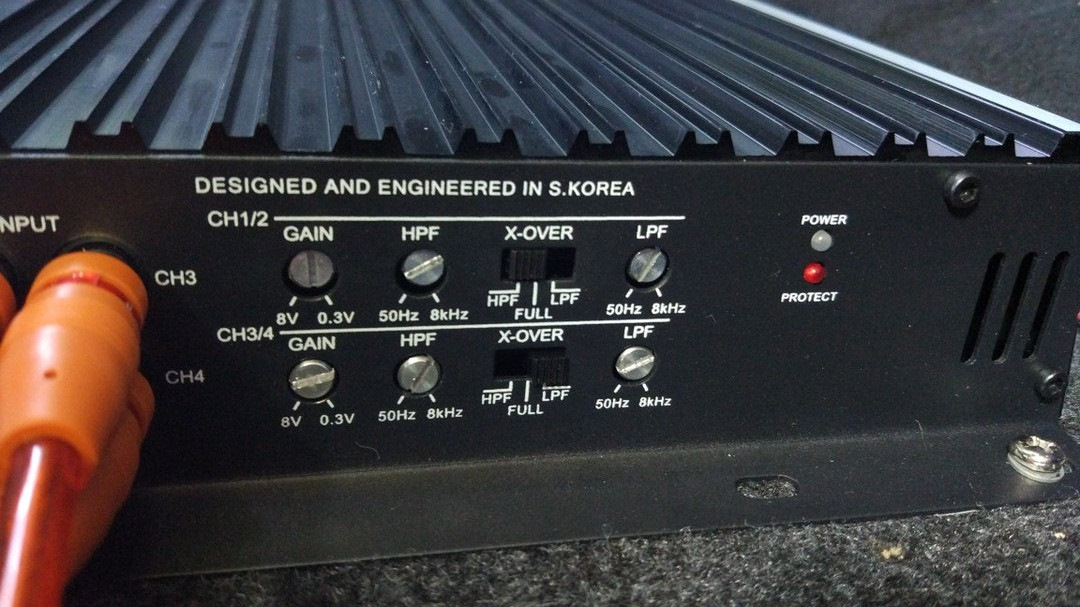 DESIGNED AND ENGINEERED IN S.KOREA
NPUT
CH1/2
GAIN
HPF
X-OVER
LPF
POWER
CH3
HPF
LPF
FULL
8V 0.3V
50Hz 8kHz
50Hz 8kHz
PROTECT
CH3/4
GAIN
HPF
X-OVER
LPF
CH4
HPF
LPF
FULL
8V 0.3V
50Hz 8kHz
50Hz 8kHz